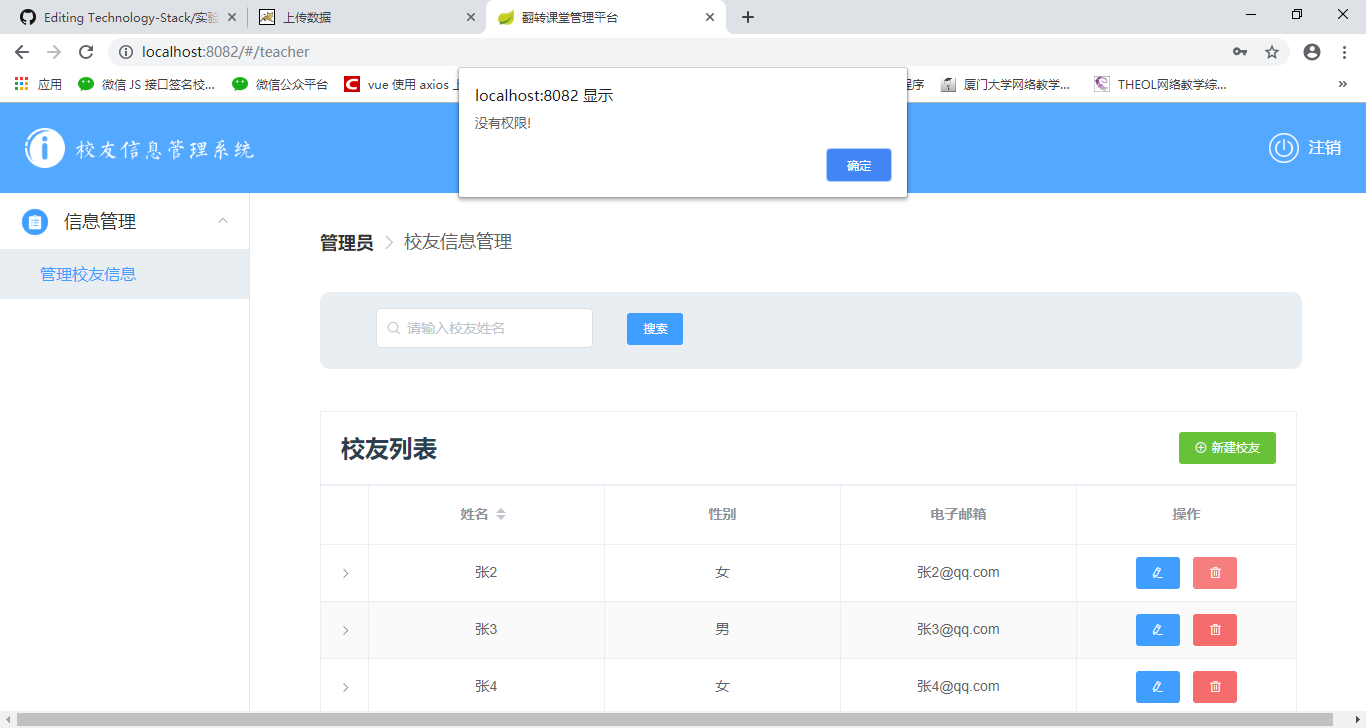 Editing Technology-Stack/实验
上传数据
翻转课堂管理平台
localhost:8082/#/teacher
应用
微信 JS 接口签名校...
微信公众平台
vue 使用 axios
厦门大学网络教学...
THEOL网络教学综...
localhost:8082 显示
没有权限!
确定
校友信息管理系统
注销
信息管理
管理校友信息
管理员 > 校友信息管理
请输入校友姓名
搜索
校友列表
新建校友
姓名 性别 电子邮箱 操作
张2 女 张2@qq.com
张3 男 张3@qq.com
张4 女 张4@qq.com